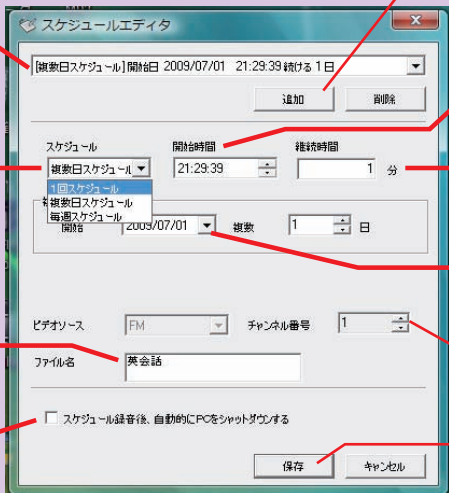 スケジュールエディタ
[複数日スケジュール] 開始日 2009/07/01 21:29:39 続ける 1 日
追加 削除
スケジュール 開始時間 継続時間
複数日スケジュール 21:29:39 1 分
1回スケジュール
複数日スケジュール
毎週スケジュール
開始 2009/07/01 複数 1 日
ビデオソース FM チャンネル番号 1
ファイル名 英会話
スケジュール録音後、自動的にPCをシャットダウンする
保存 キャンセル